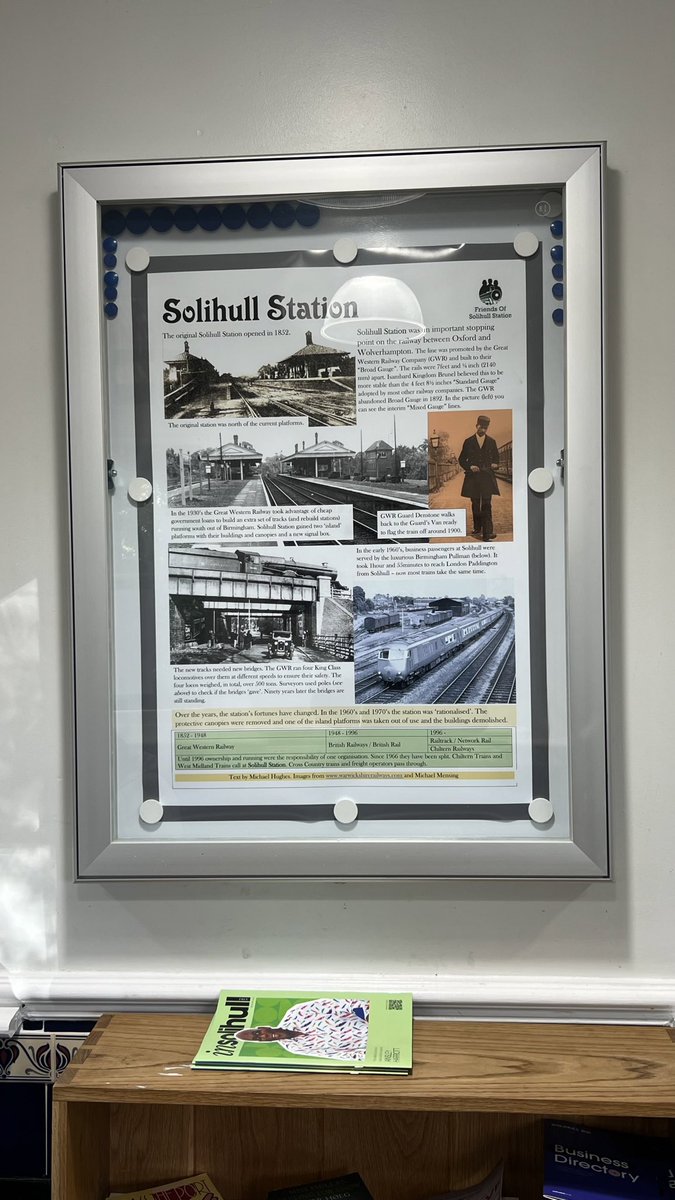 Solihull Station
Friends Of
Solihull Station
The original Solihull Station opened in 1852.
Solihull Station was an important stopping
point on the railway between Oxford and
Wolverhampton. The line was promoted by the Great
Western Railway Company (GWR) and built to their
"Broad Gauge". The rails were 7feet and ¼ inch (2140
mm) apart. Isambard Kingdom Brunel believed this to be
more stable than the 4 feet 8½ inches "Standard Gauge"
adopted by most other railway companies. The GWR
abandoned Broad Gauge in 1892. In the picture (left) you
can see the interim "Mixed Gauge" lines.
The original station was north of the current platforms.
In the 1930's the Great Western Railway took advantage of cheap
government loans to build an extra set of tracks (and rebuild stations)
running south out of Birmingham. Solihull Station gained two 'island'
platforms with their buildings and canopies and a new signal box.
GWR Guard Denstone walks
back to the Guard's Van ready
to flag the train off around 1900.
In the early 1960's, business passengers at Solihull were
served by the luxurious Birmingham Pullman (below). It
took 1hour and 55minutes to reach London Paddington
from Solihull – now most trains take the same time.
The new tracks needed new bridges. The GWR ran four King Class
locomotives over them at different speeds to ensure their safety. The
four locos weighed, in total, over 500 tons. Surveyors used poles (see
above) to check if the bridges 'gave'. Ninety years later the bridges are
still standing.
Over the years, the station's fortunes have changed. In the 1960's and 1970's the station was 'rationalised'. The
protective canopies were removed and one of the island platforms was taken out of use and the buildings demolished.
1852 - 1948 1948 - 1996 1996 -
Great Western Railway British Railways / British Rail Railtrack / Network Rail
Chiltern Railways
Until 1996 ownership and running were the responsibility of one organisation. Since 1966 they have been split. Chiltern Trains and
West Midland Trains call at Solihull Station. Cross Country trains and freight operators pass through.
Text by Michael Hughes. Images from www.warwickshirerailways.com and Michael Mensing
insolihull
FREE
AINSLEY
HARRIOTT
Business
Directory